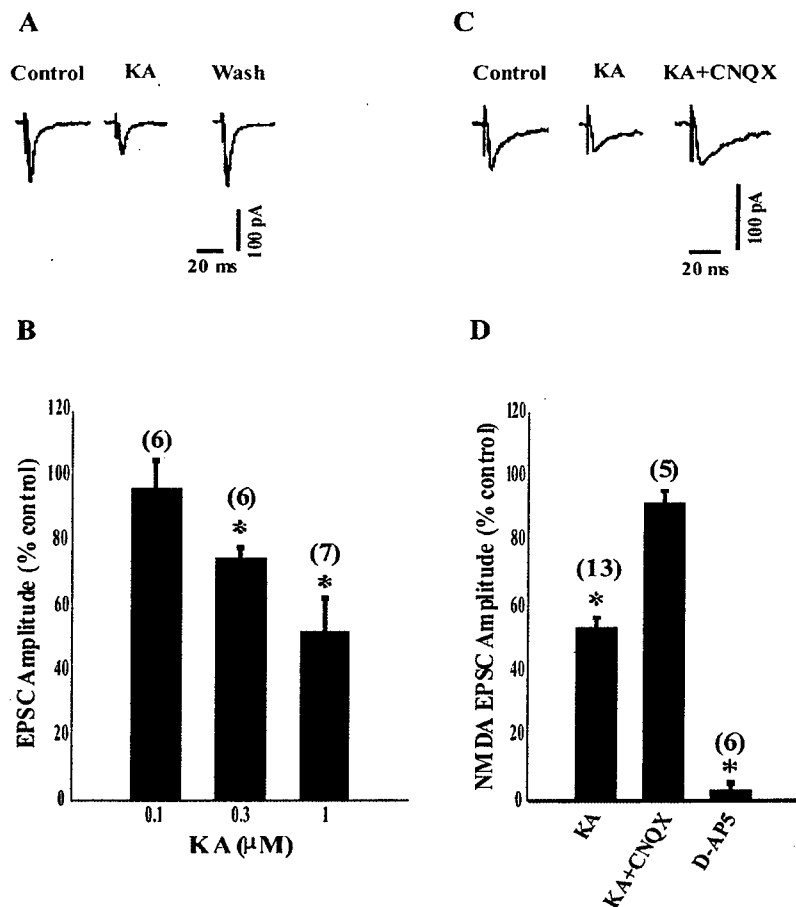 A
Control KA Wash
100 pA
20 ms
B
EPSC Amplitude (% control)
120
100
80
60
40
20
0
(6)
(6)
*
(7)
*
0.1 0.3 1
KA (µM)
C
Control KA KA+CNQX
100 pA
20 ms
D
NMDA EPSC Amplitude (% control)
120
100
80
60
40
20
0
(13)
*
(5)
(6)
*
KA
KA+CNQX
D-AP5